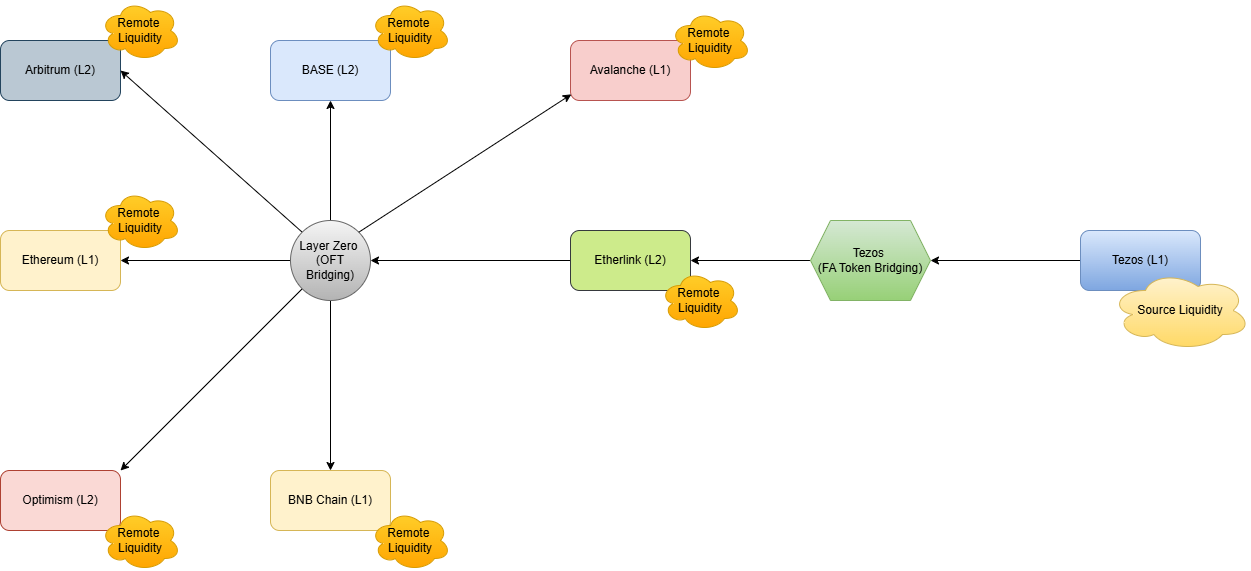 Remote
Liquidity
Arbitrum (L2)
Remote
Liquidity
BASE (L2)
Remote
Liquidity
Avalanche (L1)
Remote
Liquidity
Ethereum (L1)
Layer Zero
(OFT
Bridging)
Etherlink (L2)
Remote
Liquidity
Tezos
(FA Token Bridging)
Tezos (L1)
Source Liquidity
Optimism (L2)
Remote
Liquidity
BNB Chain (L1)
Remote
Liquidity